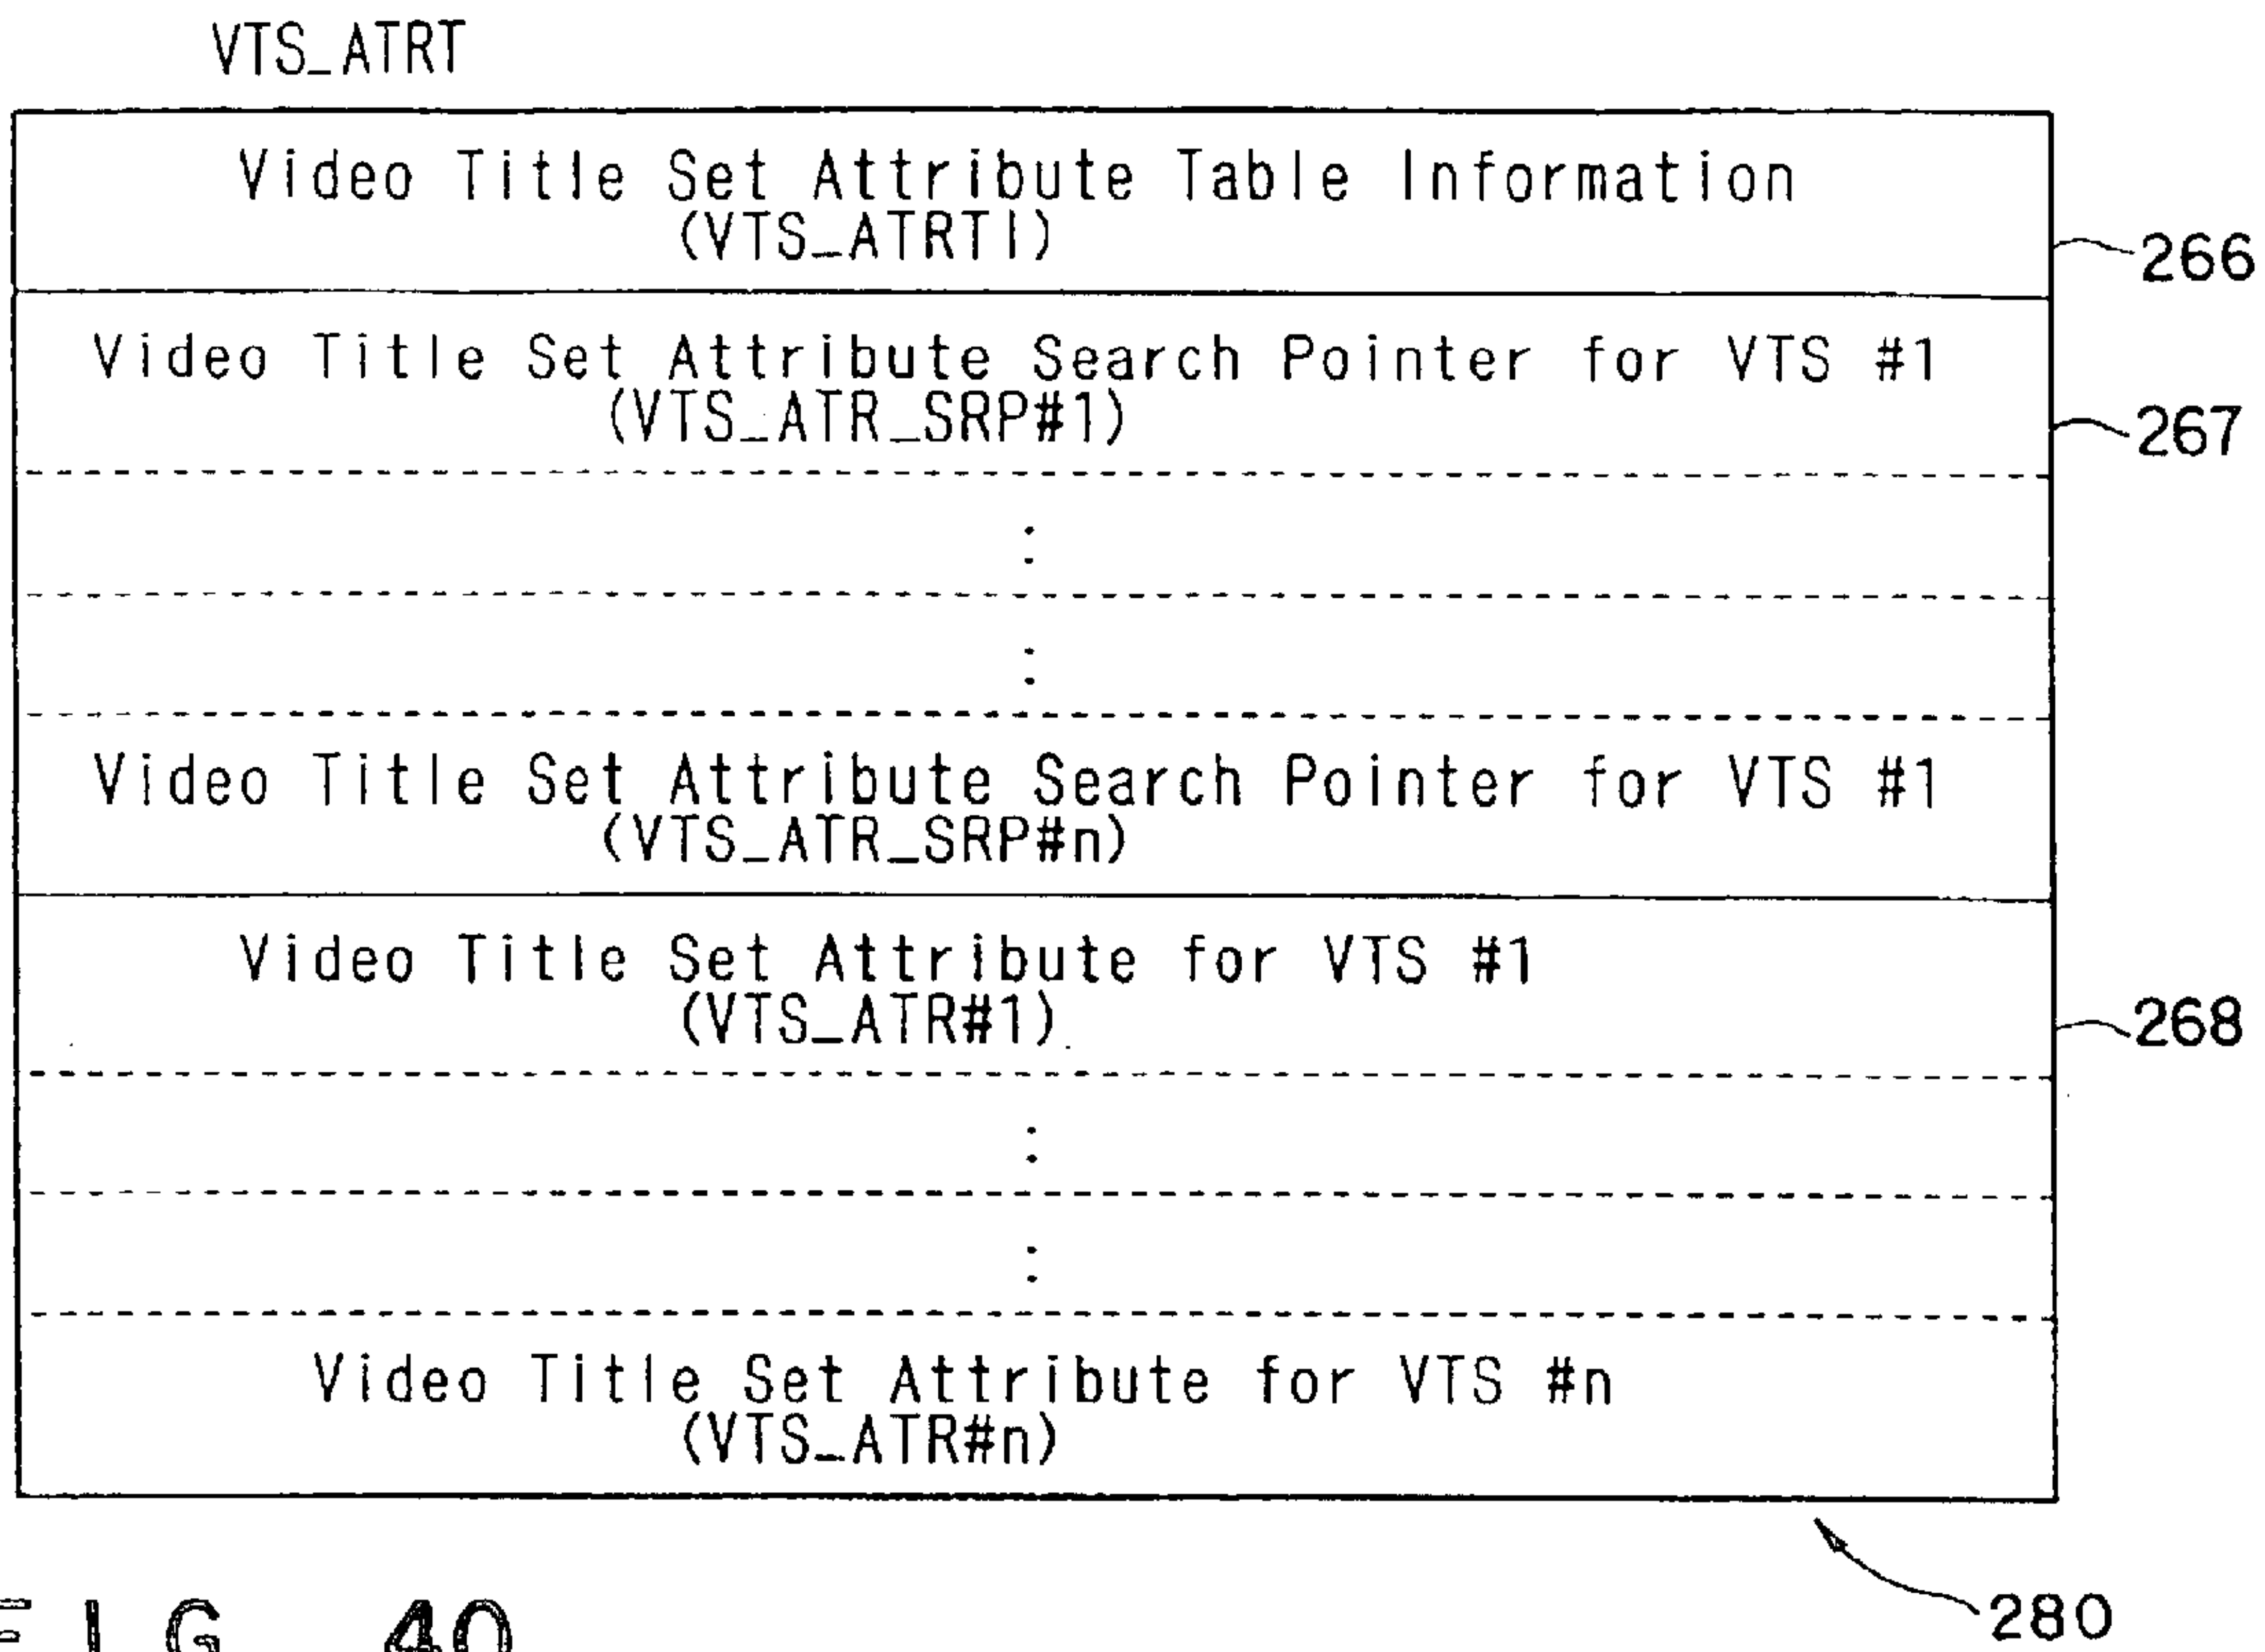 VTS_ATRT
Video Title Set Attribute Table Information
(VTS_ATRTI)
266
Video Title Set Attribute Search Pointer for VTS #1
(VTS_ATR_SRP#1)
267
:
:
Video Title Set Attribute Search Pointer for VTS #1
(VTS_ATR_SRP#n)
Video Title Set Attribute for VTS #1
(VTS_ATR#1)
268
:
:
Video Title Set Attribute for VTS #n
(VTS_ATR#n)
280
FIG. 40